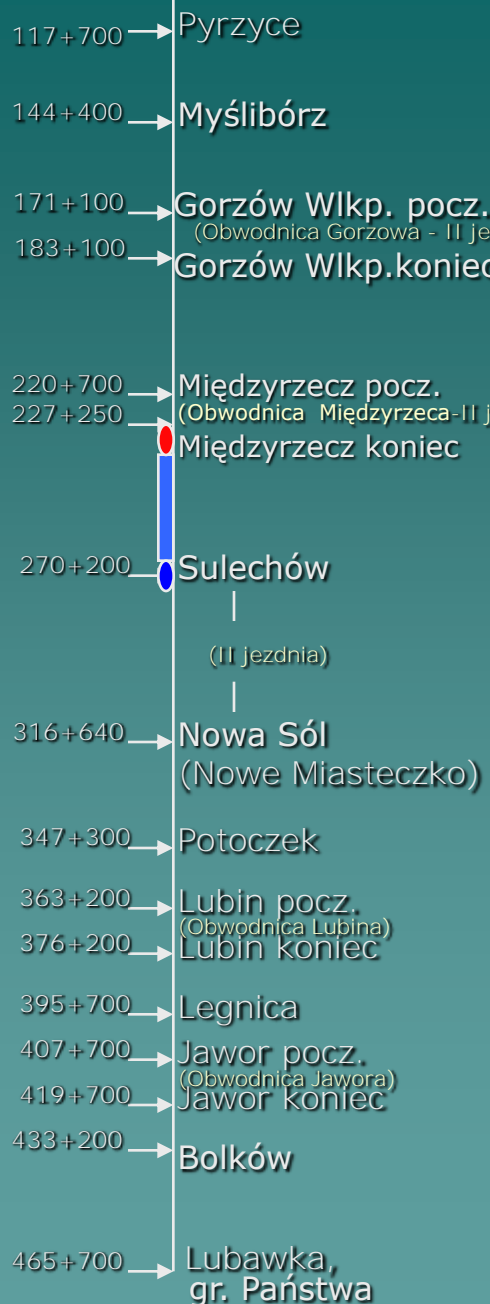 117+700 Pyrzyce
144+400 Myślibórz
171+100 Gorzów Wlkp. pocz.
(Obwodnica Gorzowa - II je
183+100 Gorzów Wlkp.koniec
220+700 Międzyrzecz pocz.
227+250 (Obwodnica Międzyrzeca-II j
Międzyrzecz koniec
270+200 Sulechów
(II jezdnia)
316+640 Nowa Sól
(Nowe Miasteczko)
347+300 Potoczek
363+200 Lubin pocz.
(Obwodnica Lubina)
376+200 Lubin koniec
395+700 Legnica
407+700 Jawor pocz.
(Obwodnica Jawora)
419+700 Jawor koniec
433+200 Bolków
465+700 Lubawka,
gr. Państwa